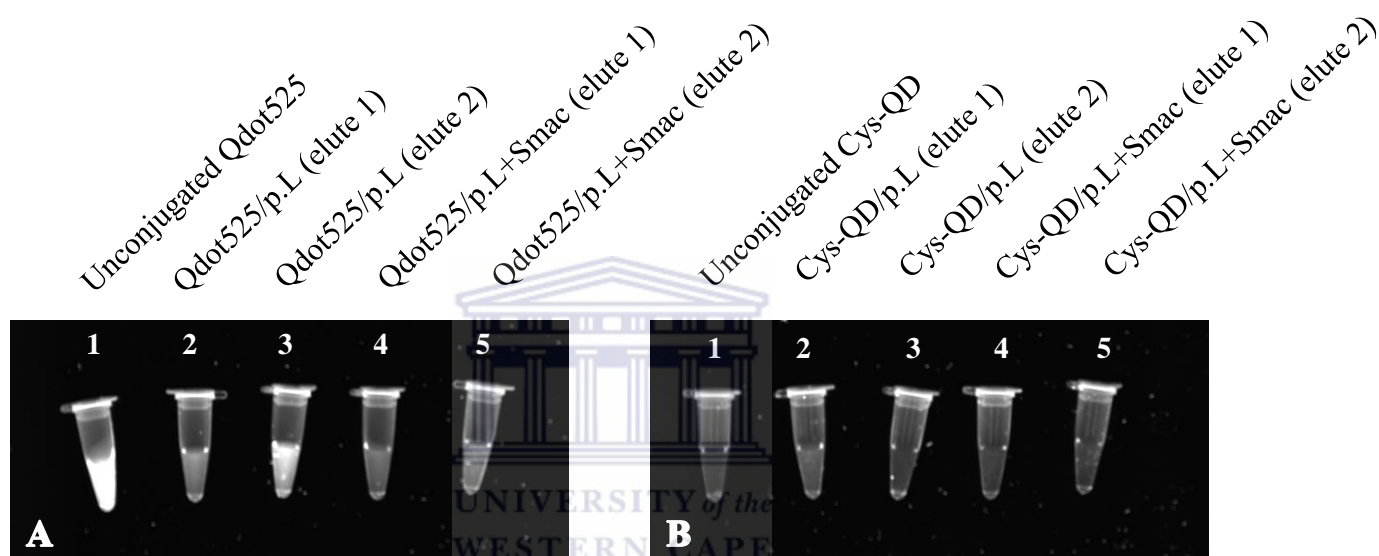 Unconjugated Qdot525
Qdot525/p.L (elute 1)
Qdot525/p.L (elute 2)
Qdot525/p.L+Smac (elute 1)
Qdot525/p.L+Smac (elute 2)
Unconjugated Cys-QD
Cys-QD/p.L (elute 1)
Cys-QD/p.L (elute 2)
Cys-QD/p.L+Smac (elute 1)
Cys-QD/p.L+Smac (elute 2)
1 2 3 4 5
A
1 2 3 4 5
B
UNIVERSITY of the
WESTERN CAPE